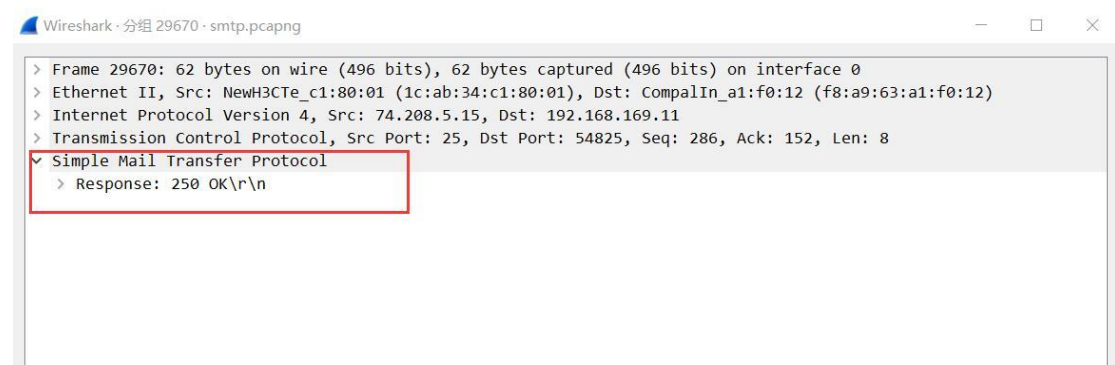 Wireshark · 分组 29670 · smtp.pcapng
Frame 29670: 62 bytes on wire (496 bits), 62 bytes captured (496 bits) on interface 0
Ethernet II, Src: NewH3CTe_c1:80:01 (1c:ab:34:c1:80:01), Dst: CompalIn_a1:f0:12 (f8:a9:63:a1:f0:12)
Internet Protocol Version 4, Src: 74.208.5.15, Dst: 192.168.169.11
Transmission Control Protocol, Src Port: 25, Dst Port: 54825, Seq: 286, Ack: 152, Len: 8
Simple Mail Transfer Protocol
Response: 250 OK\r\n